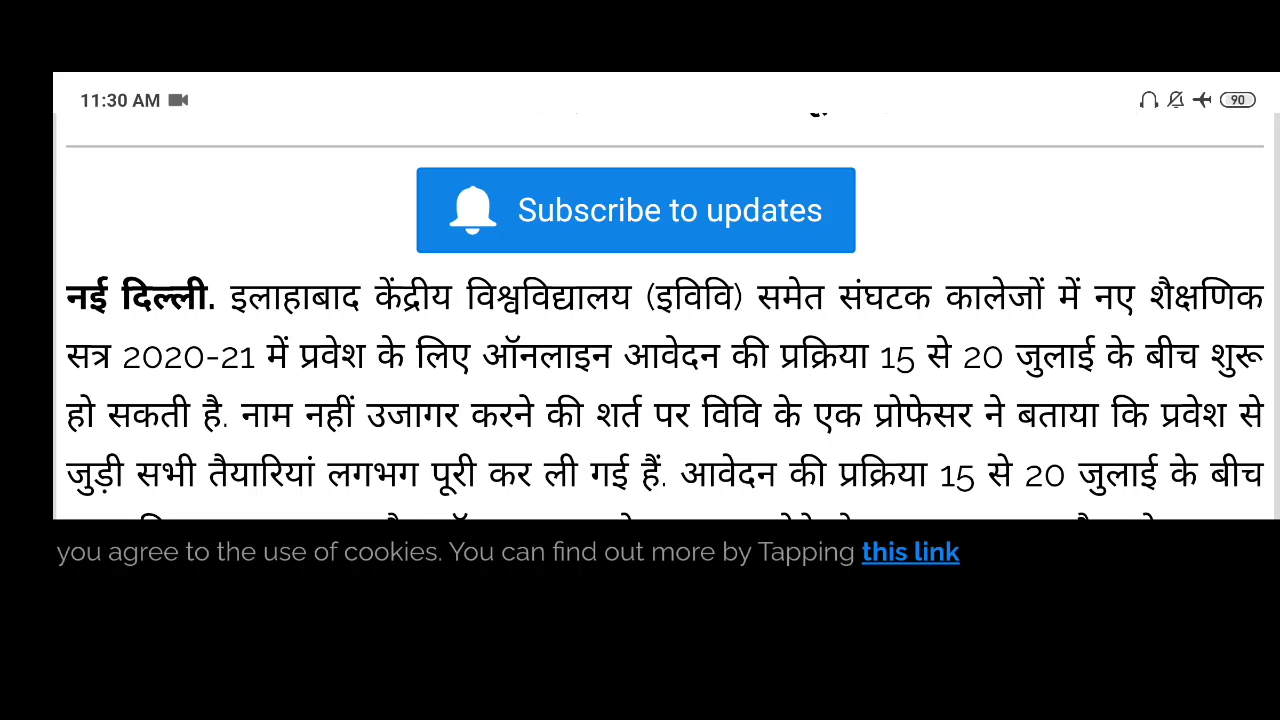 11:30 AM
90
Subscribe to updates
नई दिल्ली. इलाहाबाद केंद्रीय विश्वविद्यालय (इविवि) समेत संघटक कालेजों में नए शैक्षणिक
सत्र 2020-21 में प्रवेश के लिए ऑनलाइन आवेदन की प्रक्रिया 15 से 20 जुलाई के बीच शुरू
हो सकती है. नाम नहीं उजागर करने की शर्त पर विवि के एक प्रोफेसर ने बताया कि प्रवेश से
जुड़ी सभी तैयारियां लगभग पूरी कर ली गई हैं. आवेदन की प्रक्रिया 15 से 20 जुलाई के बीच
you agree to the use of cookies. You can find out more by Tapping this link